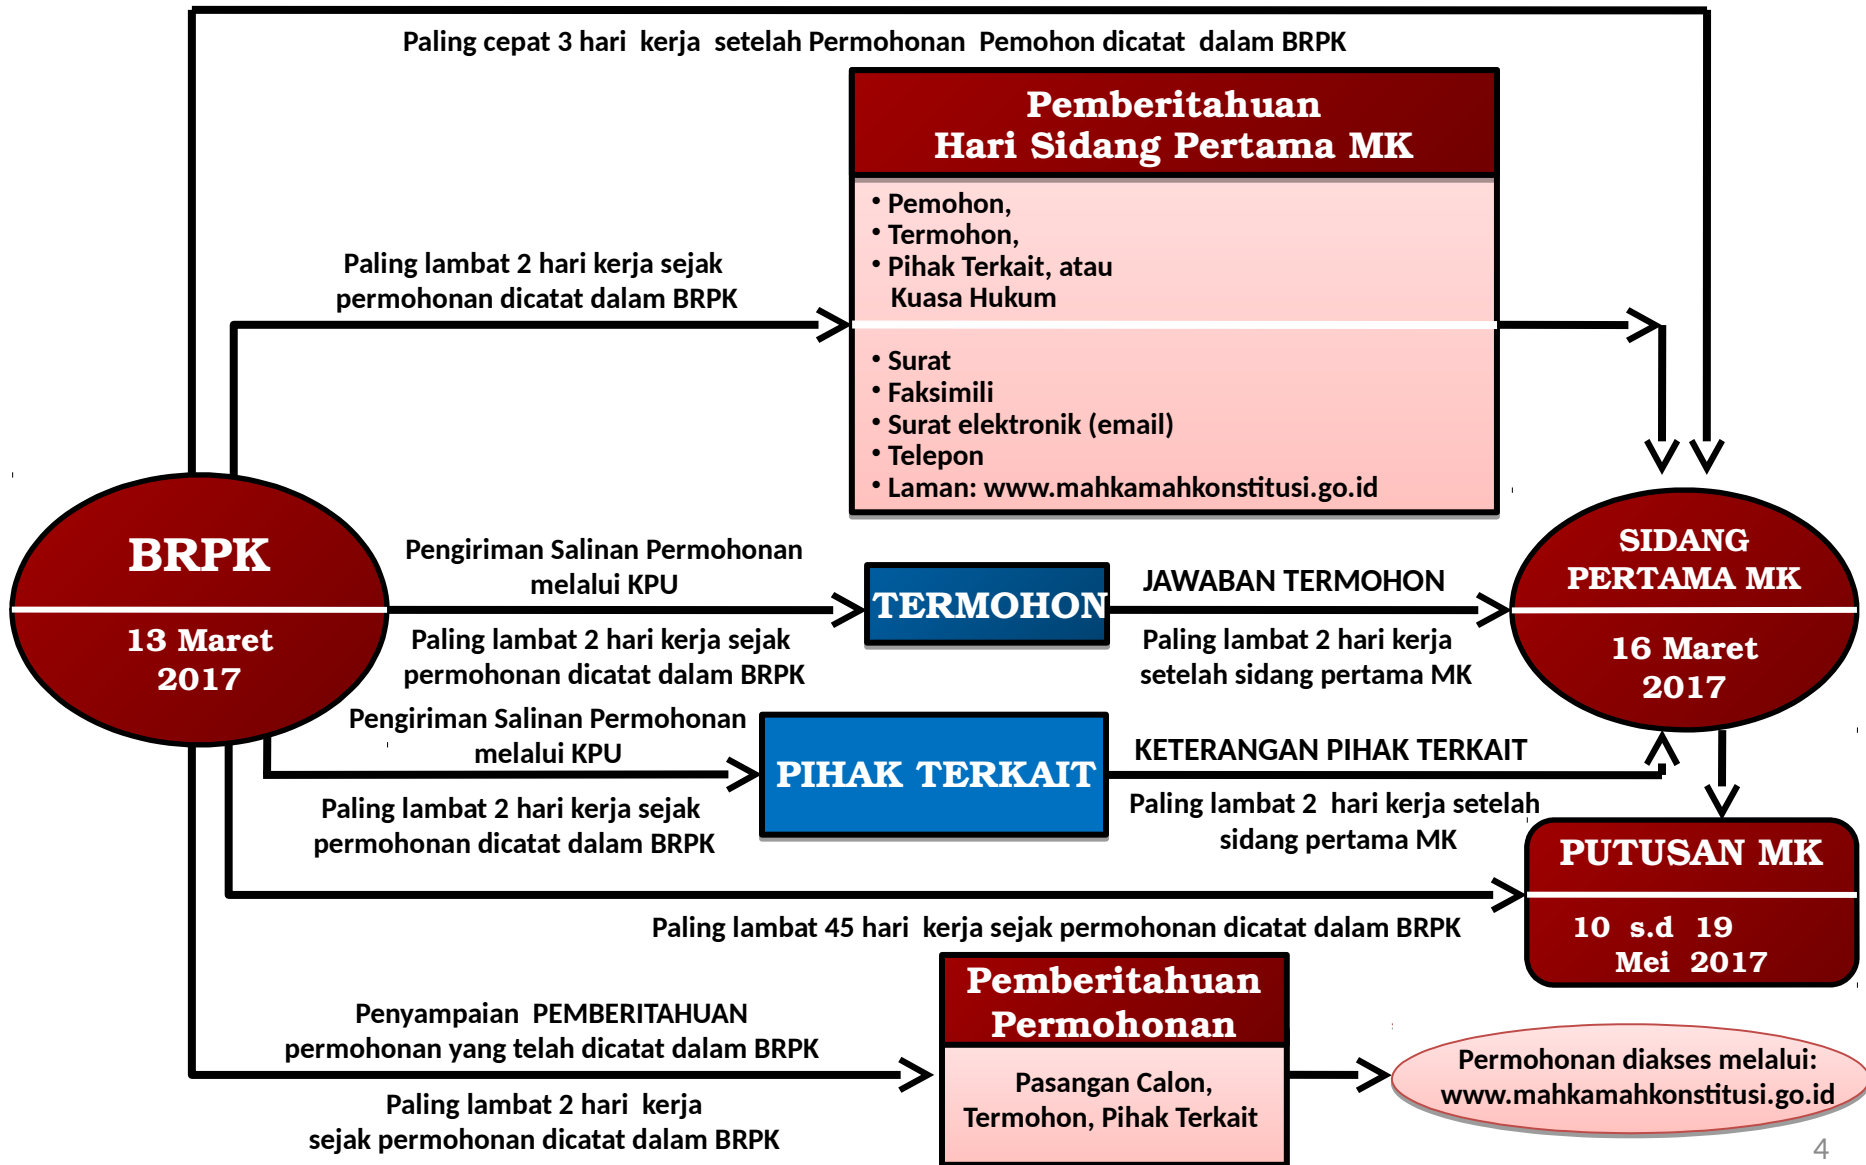 Paling cepat 3 hari kerja setelah Permohonan Pemohon dicatat dalam BRPK
Pemberitahuan
Hari Sidang Pertama MK
• Pemohon,
• Termohon,
• Pihak Terkait, atau
Kuasa Hukum
Paling lambat 2 hari kerja sejak
permohonan dicatat dalam BRPK
• Surat
• Faksimili
• Surat elektronik (email)
• Telepon
• Laman: www.mahkamahkonstitusi.go.id
BRPK
13 Maret
2017
Pengiriman Salinan Permohonan
melalui KPU
Paling lambat 2 hari kerja sejak
permohonan dicatat dalam BRPK
TERMOHON
JAWABAN TERMOHON
Paling lambat 2 hari kerja
setelah sidang pertama MK
SIDANG
PERTAMA MK
16 Maret
2017
Pengiriman Salinan Permohonan
melalui KPU
Paling lambat 2 hari kerja sejak
permohonan dicatat dalam BRPK
PIHAK TERKAIT
KETERANGAN PIHAK TERKAIT
Paling lambat 2 hari kerja setelah
sidang pertama MK
PUTUSAN MK
10 s.d 19
Mei 2017
Paling lambat 45 hari kerja sejak permohonan dicatat dalam BRPK
Penyampaian PEMBERITAHUAN
permohonan yang telah dicatat dalam BRPK
Paling lambat 2 hari kerja
sejak permohonan dicatat dalam BRPK
Pemberitahuan
Permohonan
Pasangan Calon,
Termohon, Pihak Terkait
Permohonan diakses melalui:
www.mahkamahkonstitusi.go.id
4